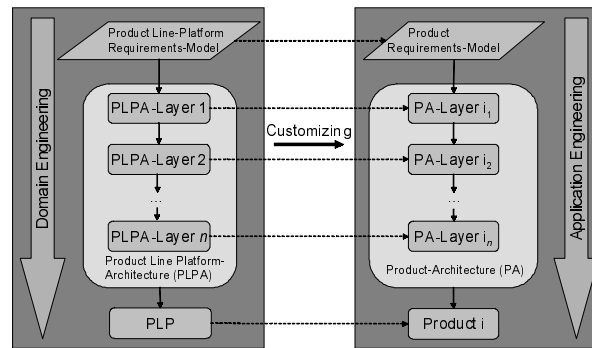 Domain Engineering
Product Line-Platform
Requirements-Model
PLPA-Layer 1
PLPA-Layer 2
...
PLPA-Layer n
Product Line Platform-
Architecture (PLPA)
PLP
Customizing
Product
Requirements-Model
PA-Layer i1
PA-Layer i2
...
PA-Layer in
Product-Architecture (PA)
Product i
Application Engineering